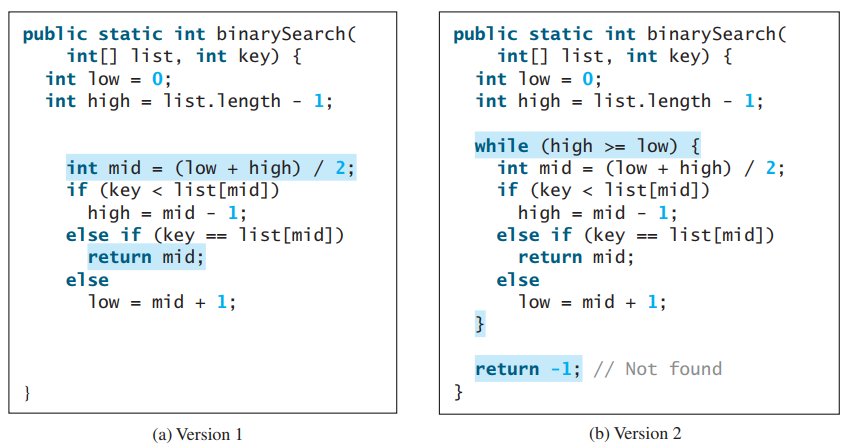 public static int binarySearch(
int[] list, int key) {
int low = 0;
int high = list.length - 1;
int mid = (low + high) / 2;
if (key < list[mid])
high = mid - 1;
else if (key == list[mid])
return mid;
else
low = mid + 1;
}
(a) Version 1
public static int binarySearch(
int[] list, int key) {
int low = 0;
int high = list.length - 1;
while (high >= low) {
int mid = (low + high) / 2;
if (key < list[mid])
high = mid - 1;
else if (key == list[mid])
return mid;
else
low = mid + 1;
}
return -1; // Not found
}
(b) Version 2